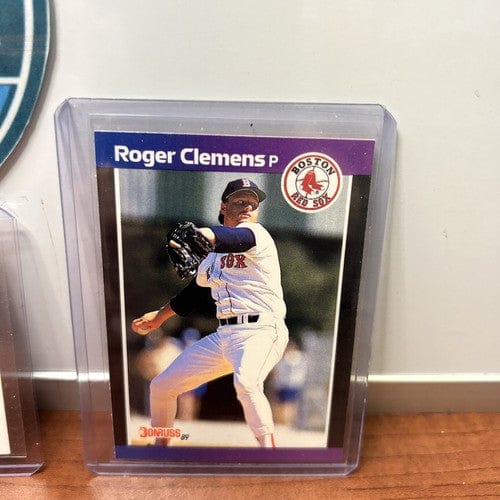 Roger Clemens P
BOSTON
RED SOX
B
SOX
DONRUSS '89